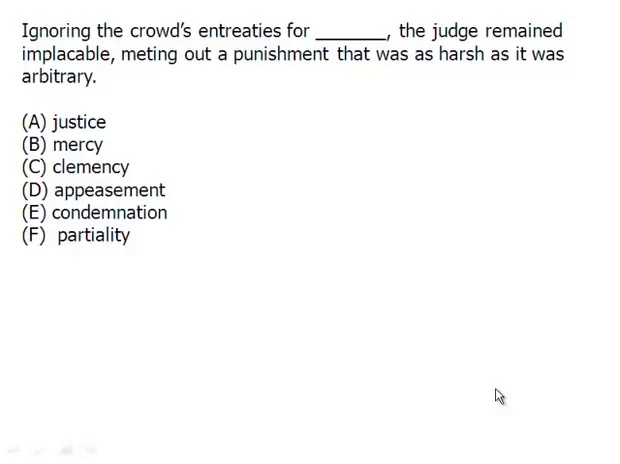 Ignoring the crowd's entreaties for _______, the judge remained
implacable, meting out a punishment that was as harsh as it was
arbitrary.
(A) justice
(B) mercy
(C) clemency
(D) appeasement
(E) condemnation
(F) partiality